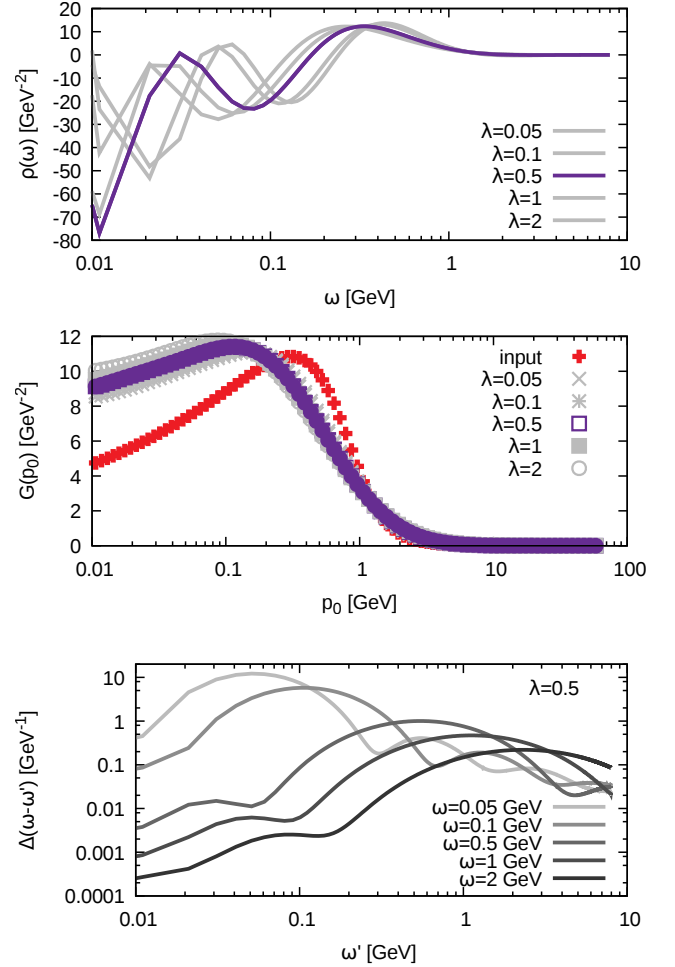 20
10
0
-10
-20
-30
-40
-50
-60
-70
-80
ρ(ω) [GeV⁻²]
λ=0.05
λ=0.1
λ=0.5
λ=1
λ=2
0.01 0.1 1 10
ω [GeV]
12
10
8
6
4
2
0
G(p₀) [GeV⁻²]
input
λ=0.05
λ=0.1
λ=0.5
λ=1
λ=2
0.01 0.1 1 10 100
p₀ [GeV]
10
1
0.1
0.01
0.001
0.0001
Δ(ω-ω') [GeV⁻¹]
λ=0.5
ω=0.05 GeV
ω=0.1 GeV
ω=0.5 GeV
ω=1 GeV
ω=2 GeV
0.01 0.1 1 10
ω' [GeV]